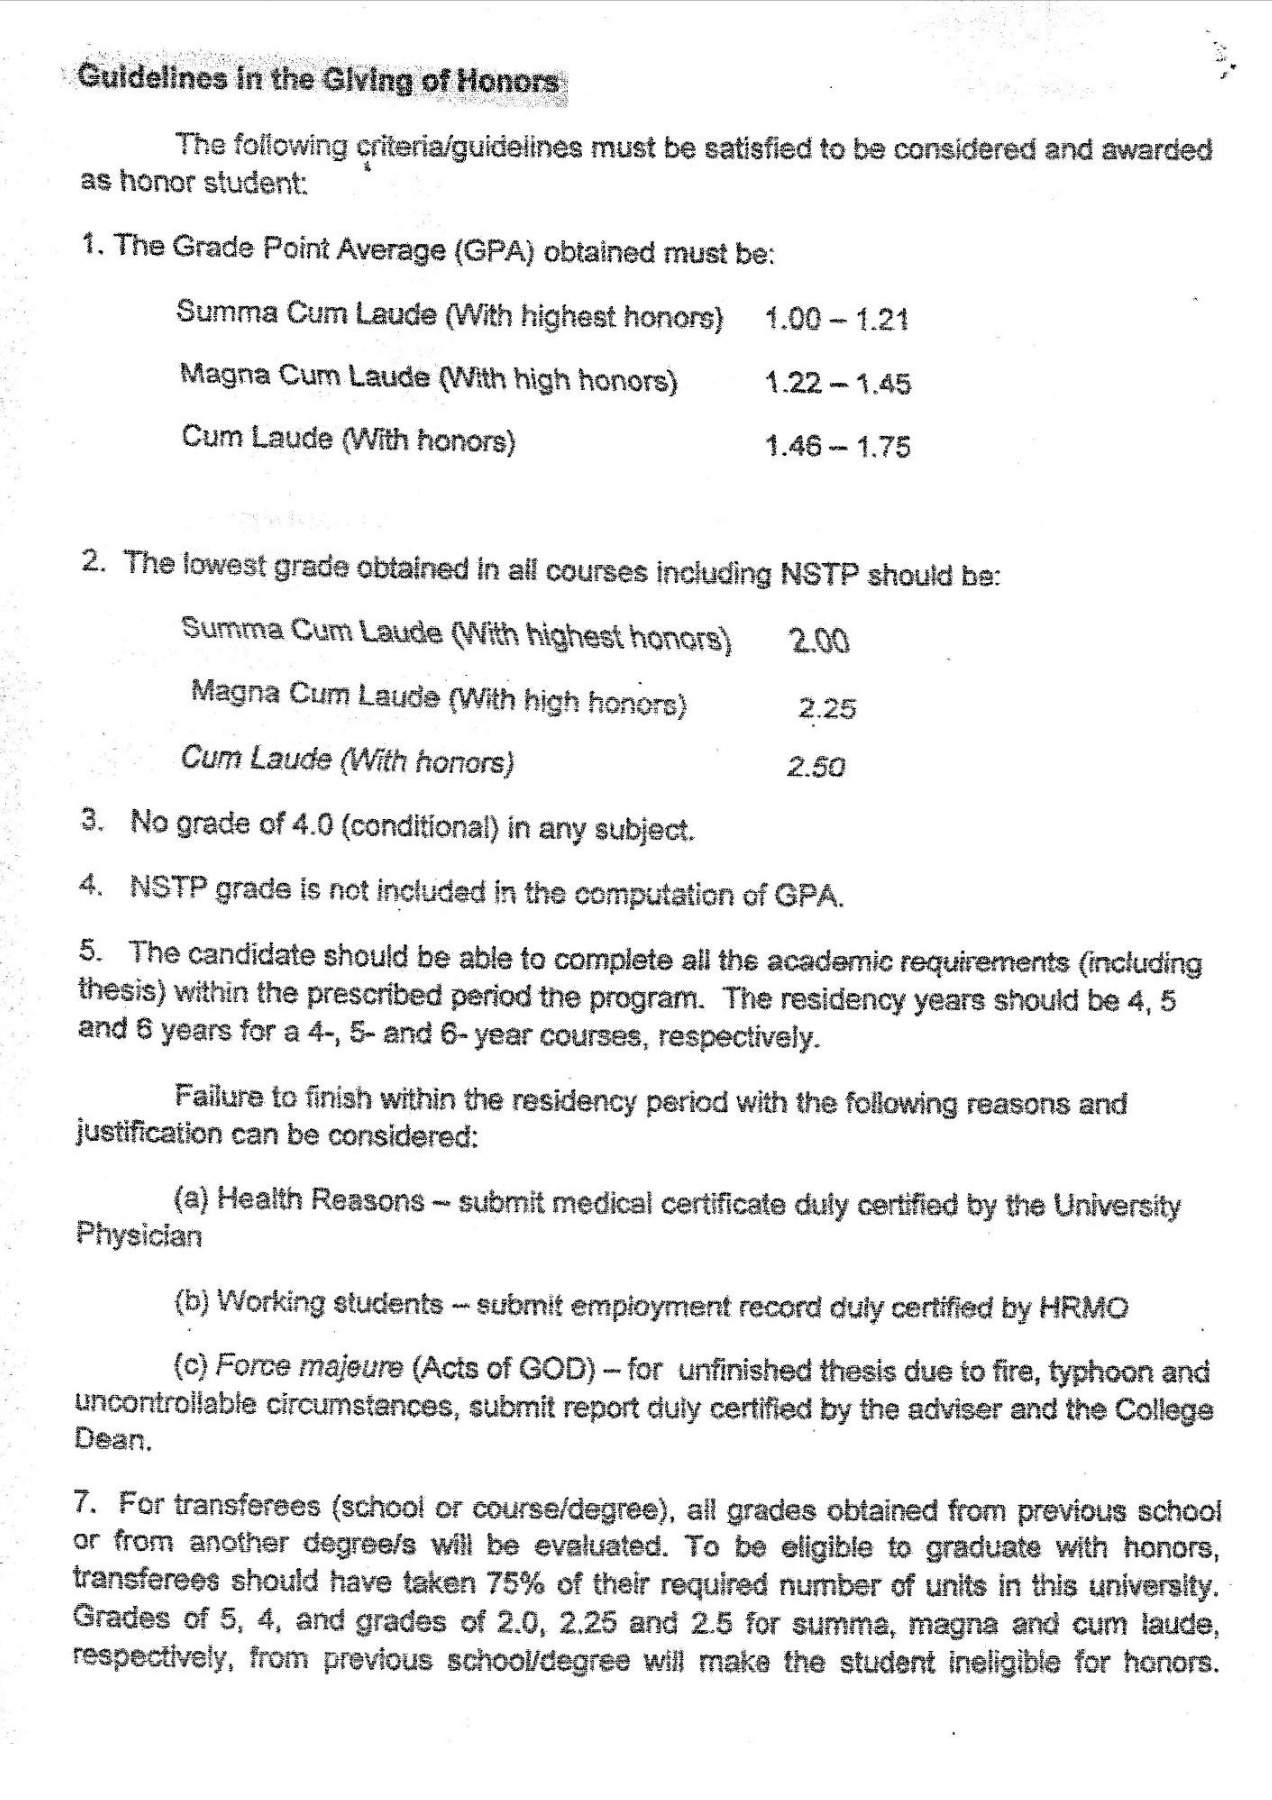 Guidelines in the Giving of Honors
The following criteria/guidelines must be satisfied to be considered and awarded
as honor student:
1. The Grade Point Average (GPA) obtained must be:
Summa Cum Laude (With highest honors) 1.00 – 1.21
Magna Cum Laude (With high honors) 1.22 – 1.45
Cum Laude (With honors) 1.46 – 1.75
2. The lowest grade obtained in all courses including NSTP should be:
Summa Cum Laude (With highest honors) 2.00
Magna Cum Laude (With high honors) 2.25
Cum Laude (With honors) 2.50
3. No grade of 4.0 (conditional) in any subject.
4. NSTP grade is not included in the computation of GPA.
5. The candidate should be able to complete all the academic requirements (including
thesis) within the prescribed period the program. The residency years should be 4, 5
and 6 years for a 4-, 5- and 6- year courses, respectively.
Failure to finish within the residency period with the following reasons and
justification can be considered:
(a) Health Reasons – submit medical certificate duly certified by the University
Physician
(b) Working students – submit employment record duly certified by HRMO
(c) Force majeure (Acts of GOD) – for unfinished thesis due to fire, typhoon and
uncontrollable circumstances, submit report duly certified by the adviser and the College
Dean.
7. For transferees (school or course/degree), all grades obtained from previous school
or from another degree/s will be evaluated. To be eligible to graduate with honors,
transferees should have taken 75% of their required number of units in this university.
Grades of 5, 4, and grades of 2.0, 2.25 and 2.5 for summa, magna and cum laude,
respectively, from previous school/degree will make the student ineligible for honors.